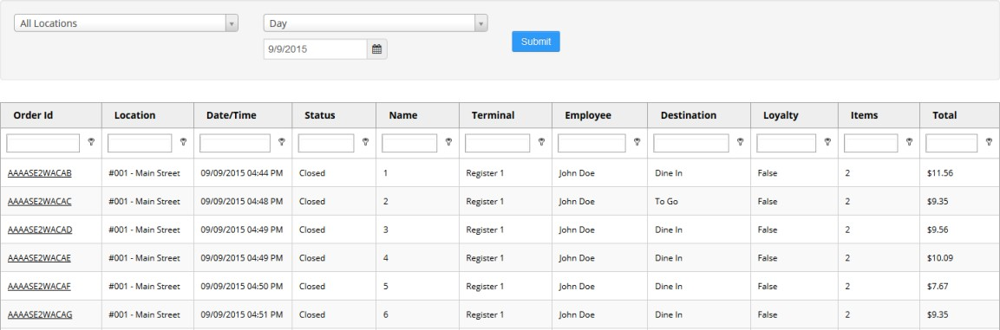 All Locations Day
9/9/2015 Submit
Order Id Location Date/Time Status Name Terminal Employee Destination Loyalty Items Total
AAAASE2WACAB #001 - Main Street 09/09/2015 04:44 PM Closed 1 Register 1 John Doe Dine In False 2 $11.56
AAAASE2WACAC #001 - Main Street 09/09/2015 04:48 PM Closed 2 Register 1 John Doe To Go False 2 $9.35
AAAASE2WACAD #001 - Main Street 09/09/2015 04:49 PM Closed 3 Register 1 John Doe Dine In False 2 $9.56
AAAASE2WACAE #001 - Main Street 09/09/2015 04:49 PM Closed 4 Register 1 John Doe Dine In False 2 $10.09
AAAASE2WACAF #001 - Main Street 09/09/2015 04:50 PM Closed 5 Register 1 John Doe Dine In False 2 $7.67
AAAASE2WACAG #001 - Main Street 09/09/2015 04:51 PM Closed 6 Register 1 John Doe Dine In False 2 $9.35